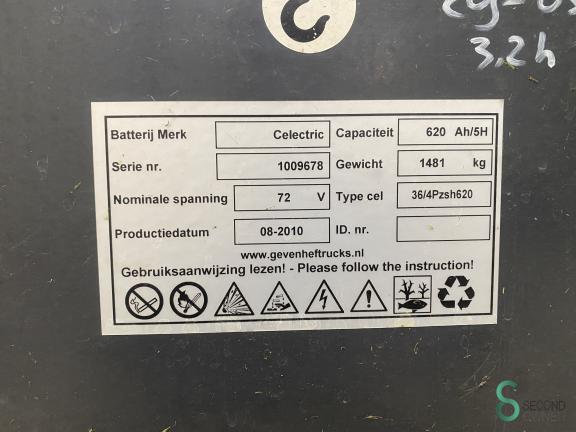 3,2h
Batterij Merk Celectric Capaciteit 620 Ah/5H
Serie nr. 1009678 Gewicht 1481 kg
Nominale spanning 72 V Type cel 36/4Pzsh620
Productiedatum 08-2010 ID. nr.
www.gevenheftrucks.nl
Gebruiksaanwijzing lezen! - Please follow the instruction!
SECOND